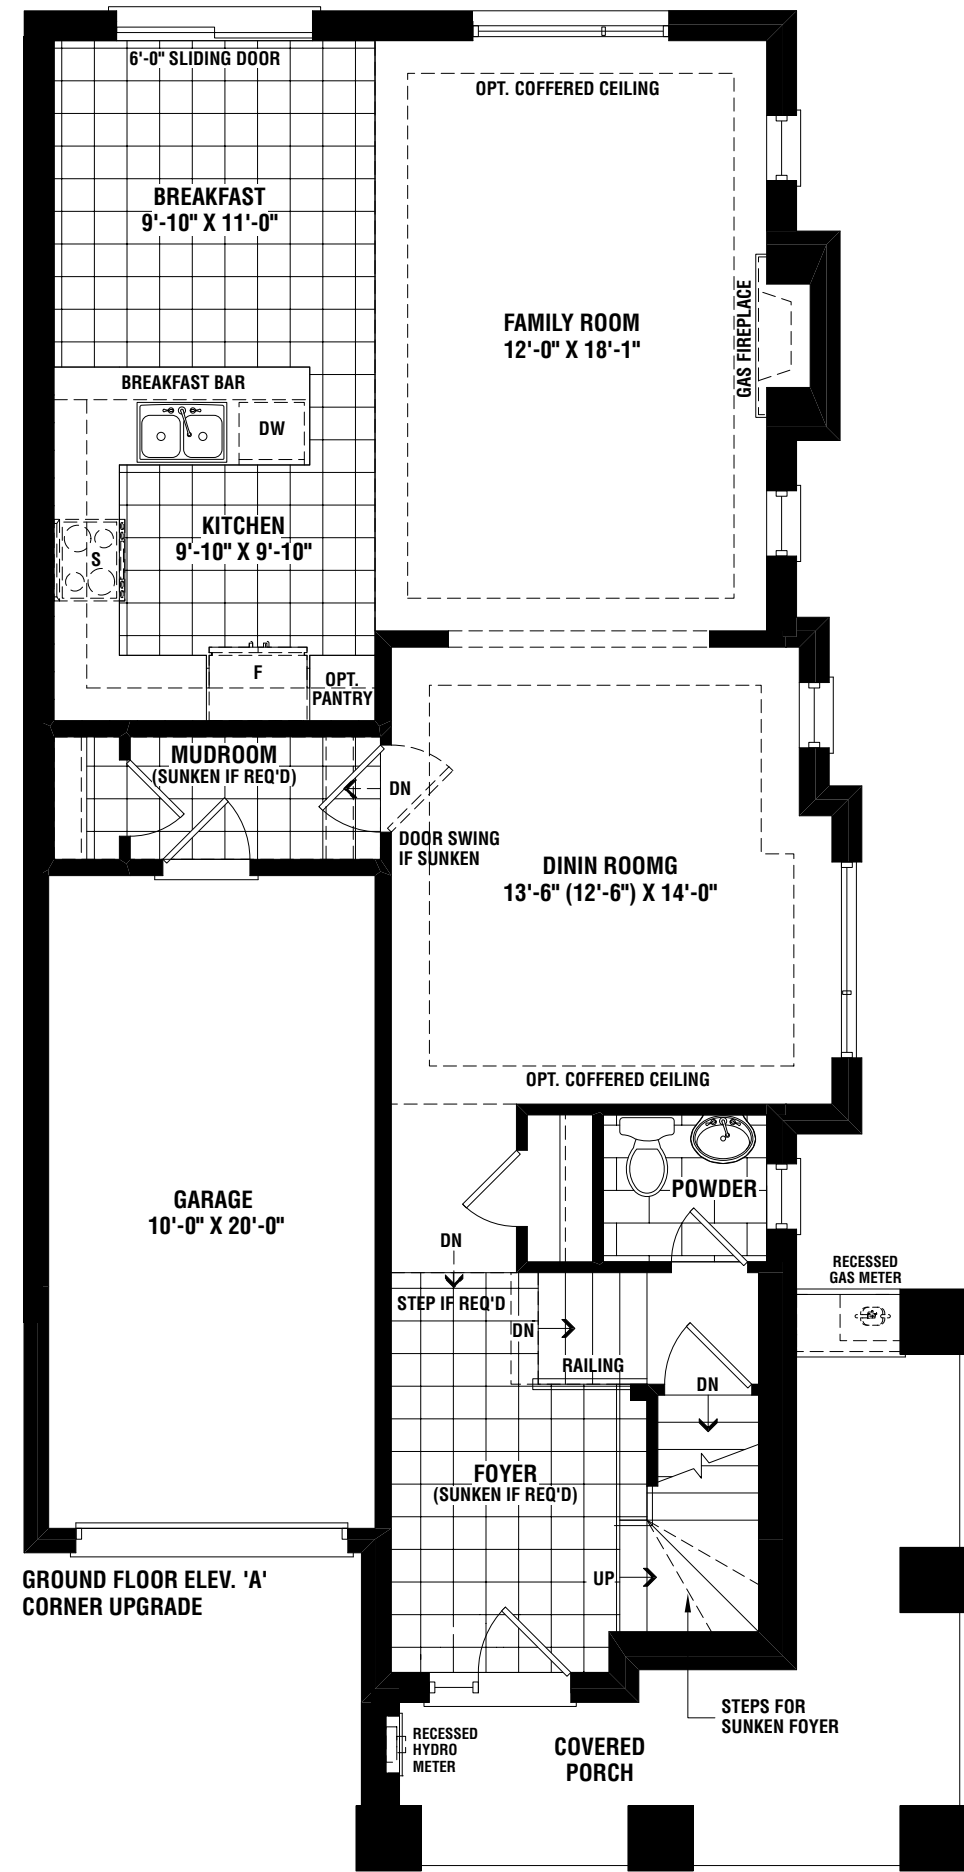 6'-0" SLIDING DOOR
OPT. COFFERED CEILING
BREAKFAST
9'-10" X 11'-0"
FAMILY ROOM
12'-0" X 18'-1"
GAS FIREPLACE
BREAKFAST BAR
DW
KITCHEN
9'-10" X 9'-10"
S
F
OPT.
PANTRY
MUDROOM
(SUNKEN IF REQ'D)
DN
DOOR SWING
IF SUNKEN
DININ ROOMG
13'-6" (12'-6") X 14'-0"
OPT. COFFERED CEILING
GARAGE
10'-0" X 20'-0"
POWDER
DN
STEP IF REQ'D
DN
RAILING
DN
RECESSED
GAS METER
FOYER
(SUNKEN IF REQ'D)
UP
GROUND FLOOR ELEV. 'A'
CORNER UPGRADE
STEPS FOR
SUNKEN FOYER
RECESSED
HYDRO
METER
COVERED
PORCH